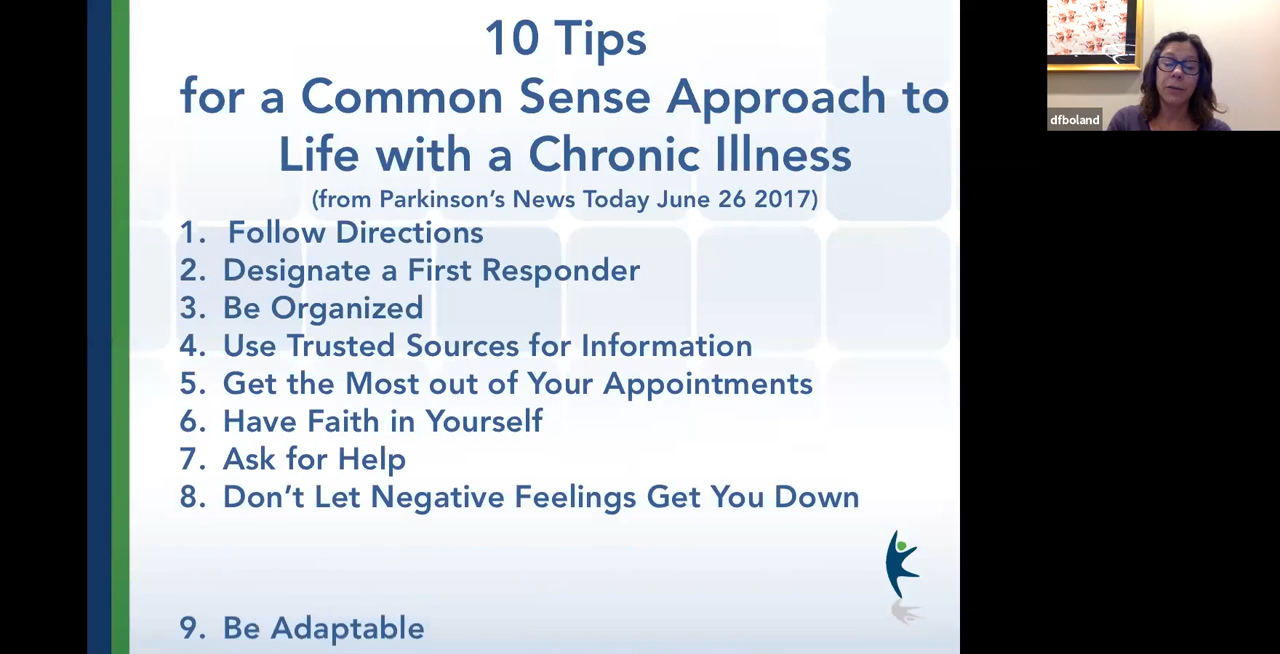 10 Tips
for a Common Sense Approach to
Life with a Chronic Illness
(from Parkinson's News Today June 26 2017)
1. Follow Directions
2. Designate a First Responder
3. Be Organized
4. Use Trusted Sources for Information
5. Get the Most out of Your Appointments
6. Have Faith in Yourself
7. Ask for Help
8. Don't Let Negative Feelings Get You Down
9. Be Adaptable
dfboland